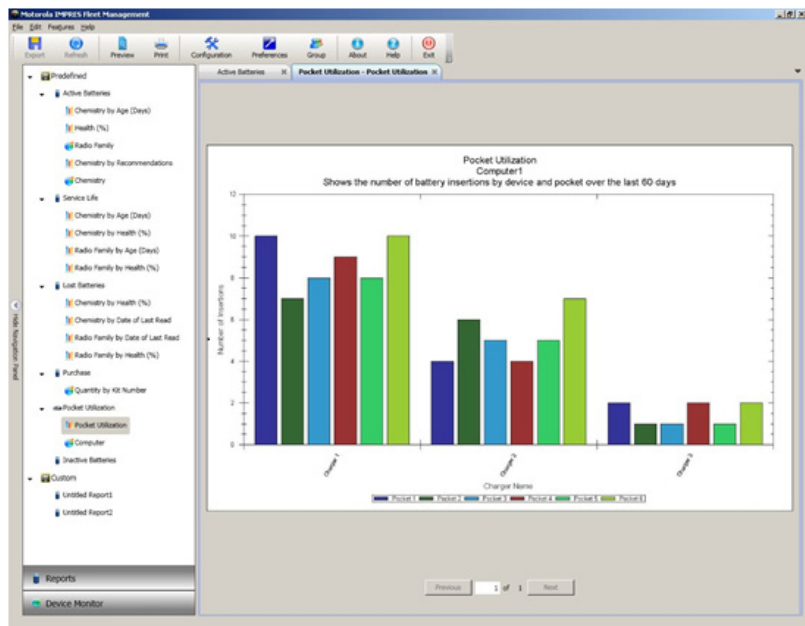 Motorola IMPRES Fleet Management
File Edit Features Help
Export Refresh Preview Print Configuration Preferences Group About Help Exit
Active Batteries X Pocket Utilization - Pocket Utilization X
Hide Navigation Panel
Predefined
Active Batteries
Chemistry by Age (Days)
Health (%)
Radio Family
Chemistry by Recommendations
Chemistry
Service Life
Chemistry by Age (Days)
Chemistry by Health (%)
Radio Family by Age (Days)
Radio Family by Health (%)
Lost Batteries
Chemistry by Health (%)
Chemistry by Date of Last Read
Radio Family by Date of Last Read
Radio Family by Health (%)
Purchase
Quantity by Kit Number
Pocket Utilization
Pocket Utilization
Computer
Inactive Batteries
Custom
Untitled Report1
Untitled Report2
Reports
Device Monitor
Pocket Utilization
Computer1
Shows the number of battery insertions by device and pocket over the last 60 days
Number of Insertions
12
10
8
6
4
2
0
Charger 1
Charger 2
Charger 3
Charger Name
Pocket 1 Pocket 2 Pocket 3 Pocket 4 Pocket 5 Pocket 6
Previous 1 of 1 Next